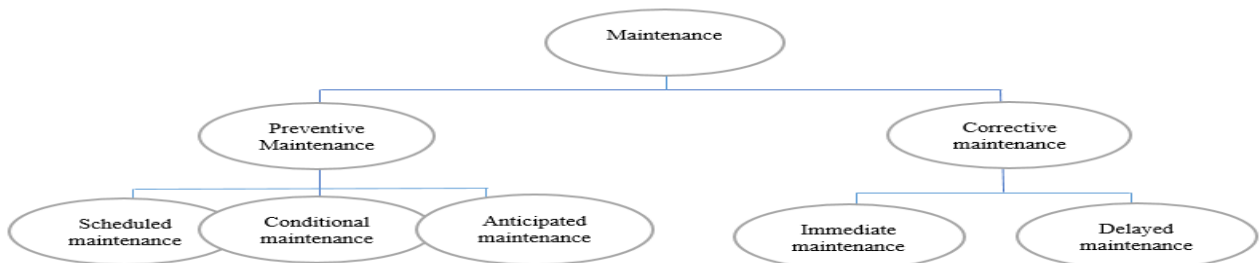 Maintenance
Preventive
Maintenance
Corrective
maintenance
Scheduled
maintenance
Conditional
maintenance
Anticipated
maintenance
Immediate
maintenance
Delayed
maintenance